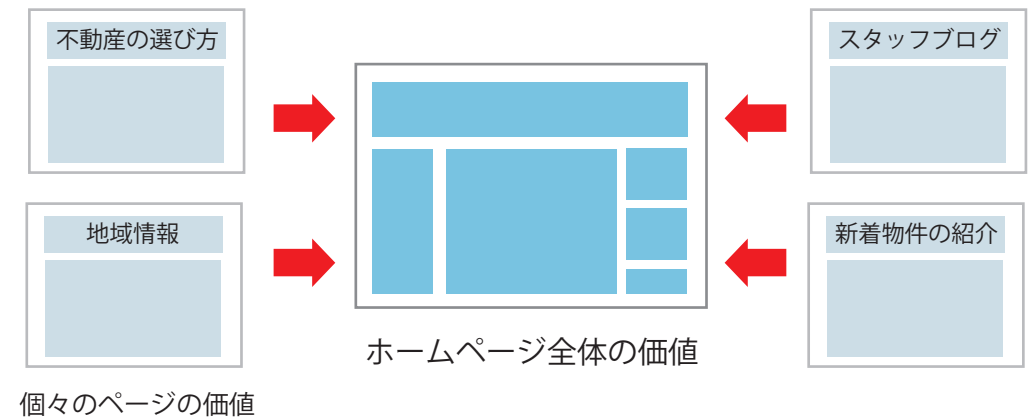 不動産の選び方
スタッフブログ
地域情報
新着物件の紹介
ホームページ全体の価値
個々のページの価値